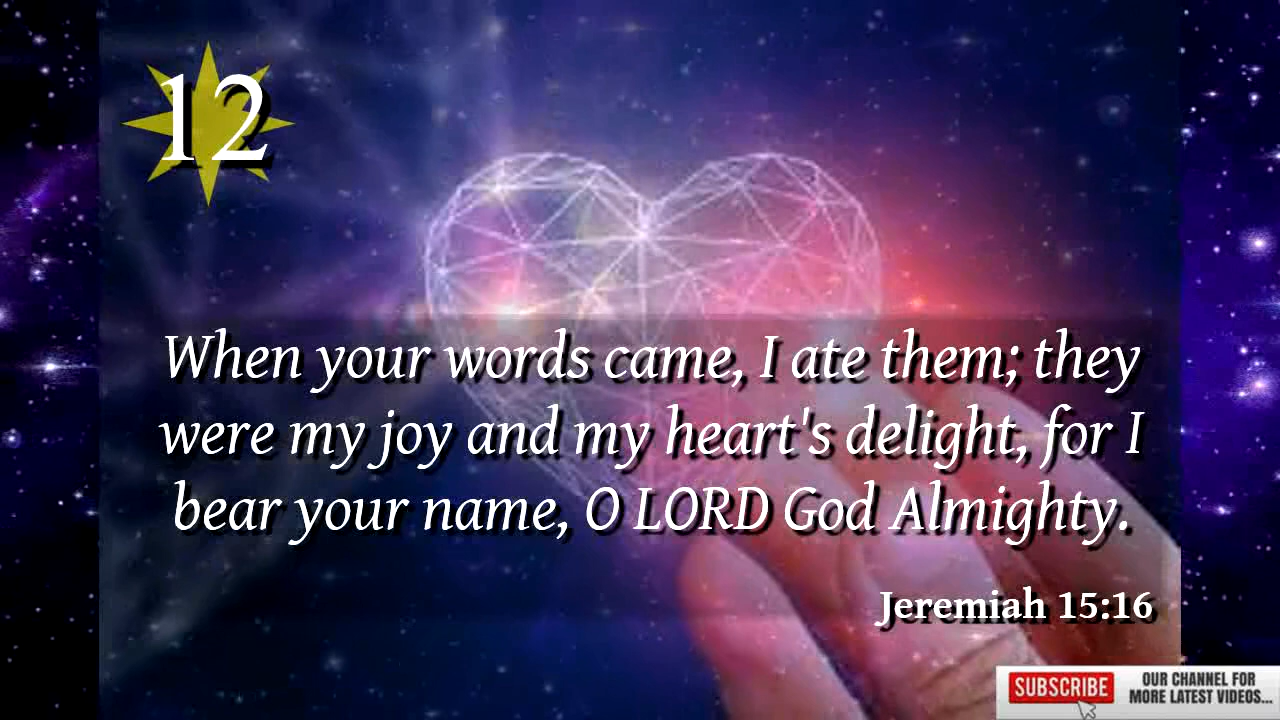 12
When your words came, I ate them; they
were my joy and my heart's delight, for I
bear your name, O LORD God Almighty.
Jeremiah 15:16
SUBSCRIBE
OUR CHANNEL FOR
MORE LATEST VIDEOS...